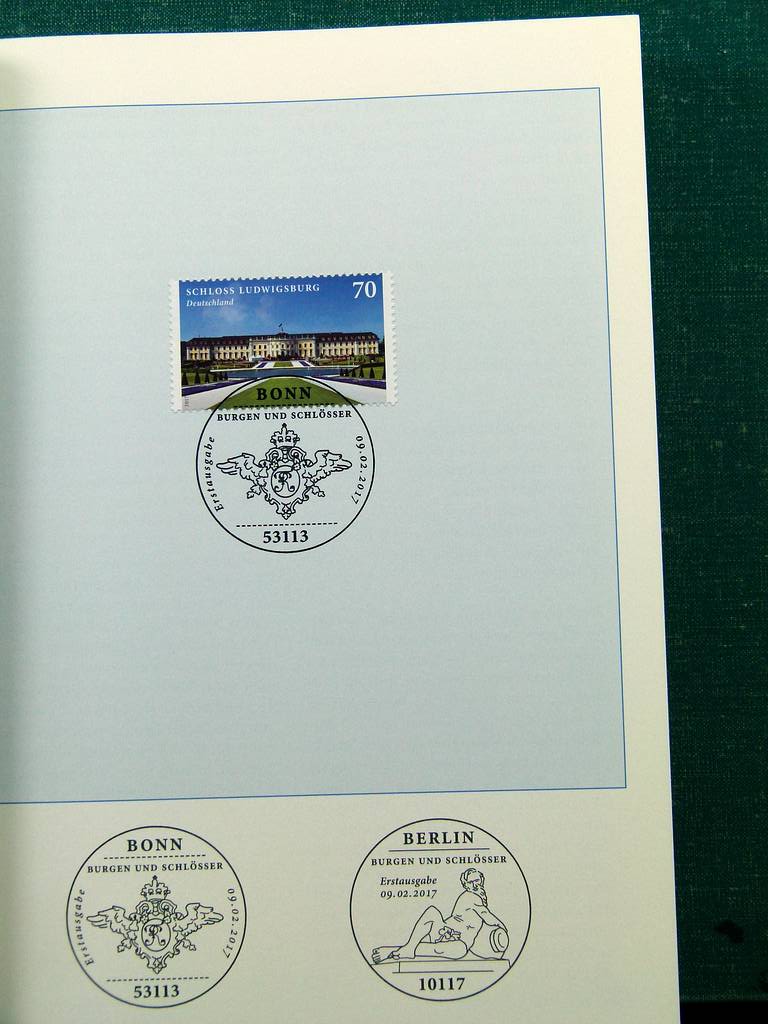 SCHLOSS LUDWIGSBURG
Deutschland
70
BONN
BURGEN UND SCHLÖSSER
Erstausgabe
09.02.2017
53113
BONN
BURGEN UND SCHLÖSSER
Erstausgabe
09.02.2017
53113
BERLIN
BURGEN UND SCHLÖSSER
Erstausgabe
09.02.2017
10117